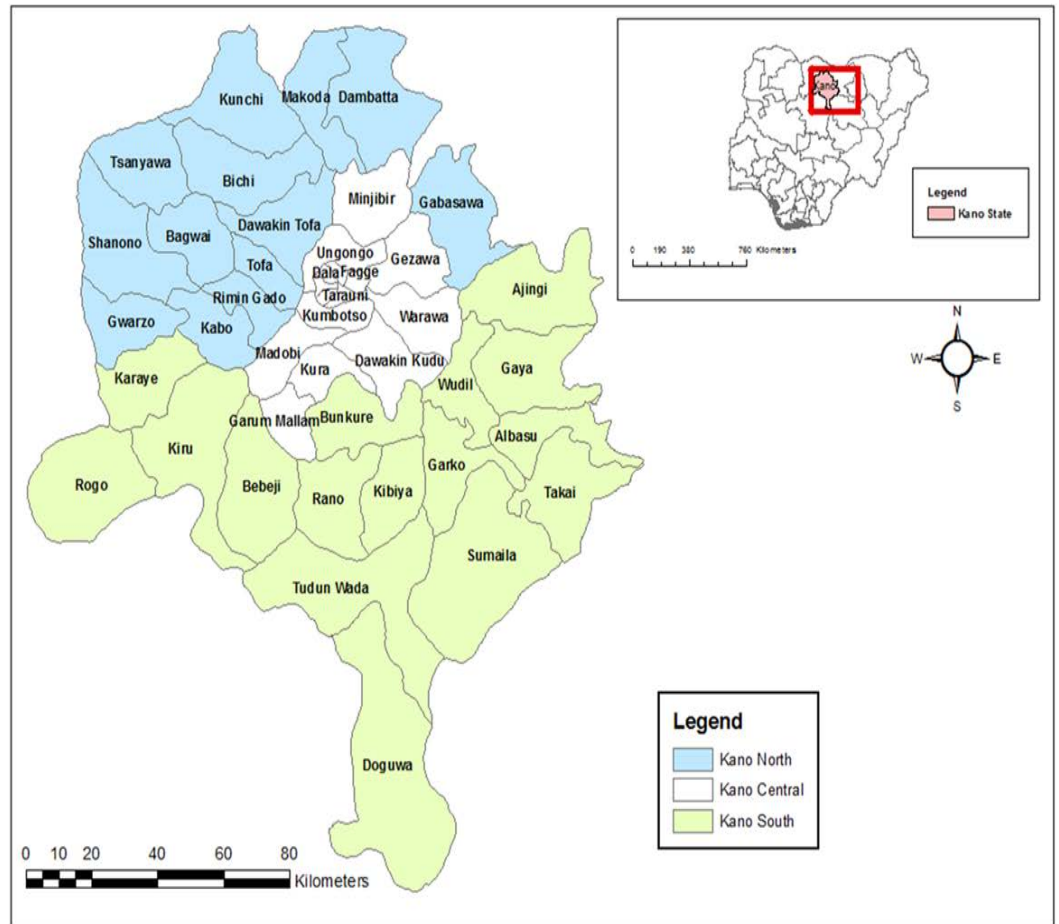 Kunchi
Makoda
Dambatta
Tsanyawa
Bichi
Minjibir
Gabasawa
Shanono
Bagwai
Dawakin Tofa
Ungongo
Gezawa
Tofa
Dala
Fagge
Rimin Gado
Tarauni
Ajingi
Gwarzo
Kabo
Kumbotso
Warawa
Madobi
Kura
Dawakin Kudu
Karaye
Wudil
Gaya
Garum Mallam
Bunkure
Kiru
Albasu
Garko
Rogo
Bebeji
Rano
Kibiya
Takai
Sumaila
Tudun Wada
Doguwa
0 10 20 40 60 80
Kilometers
Kano
Legend
Kano State
0 190 380 760 Kilometers
N
W E
S
Legend
Kano North
Kano Central
Kano South